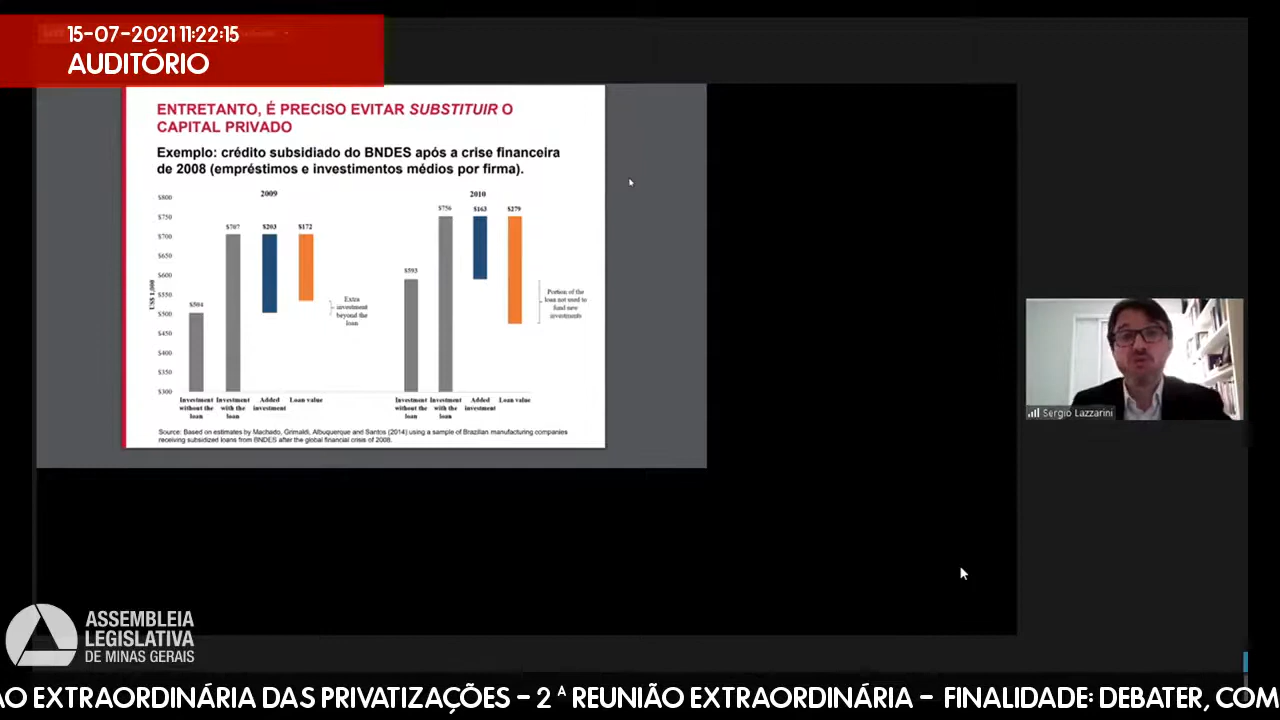 15-07-2021 11:22:15
AUDITÓRIO
ENTRETANTO, É PRECISO EVITAR SUBSTITUIR O
CAPITAL PRIVADO
Exemplo: crédito subsidiado do BNDES após a crise financeira
de 2008 (empréstimos e investimentos médios por firma).
2009
2010
US$ 1,000
$800
$750
$700
$650
$600
$550
$500
$450
$400
$350
$300
$504
$707
$203
$172
Extra
investment
beyond the
loan
$593
$756
$163
$279
Portion of the
loan not used to
fund new
investments
Investment
without the
loan
Investment
with the
loan
Added
investment
Loan value
Investment
without the
loan
Investment
with the
loan
Added
investment
Loan value
Source: Based on estimates by Machado, Grimaldi, Albuquerque and Santos (2014) using a sample of Brazilian manufacturing companies
receiving subsidized loans from BNDES after the global financial crisis of 2008.
Sergio Lazzarini
ASSEMBLEIA
LEGISLATIVA
DE MINAS GERAIS
ÃO EXTRAORDINÁRIA DAS PRIVATIZAÇÕES – 2ª REUNIÃO EXTRAORDINÁRIA – FINALIDADE: DEBATER, COM